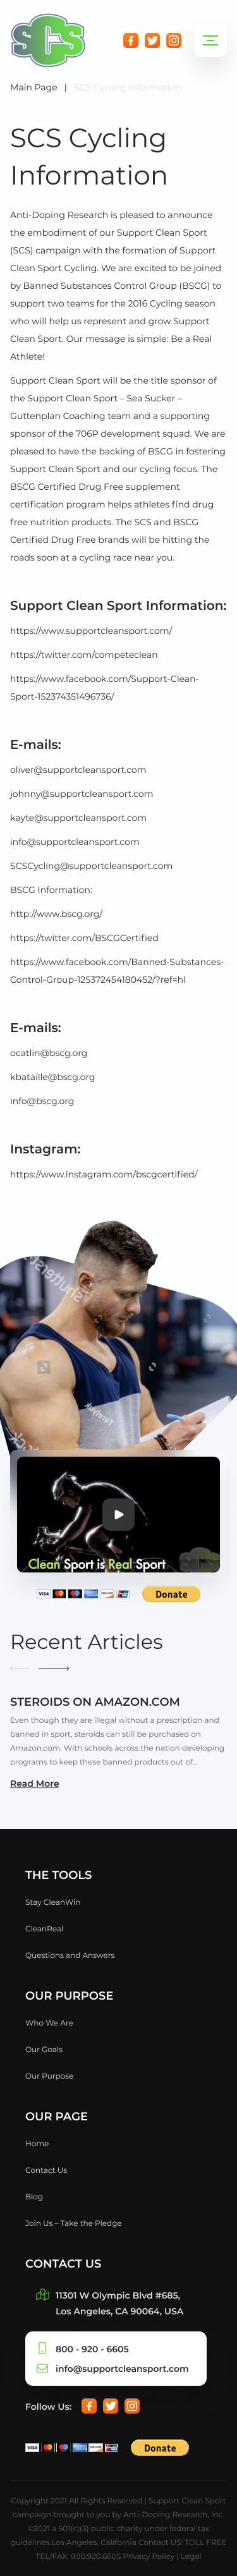 SCS
Main Page | SCS Cycling Information
SCS Cycling
Information
Anti-Doping Research is pleased to announce
the embodiment of our Support Clean Sport
(SCS) campaign with the formation of Support
Clean Sport Cycling. We are excited to be joined
by Banned Substances Control Group (BSCG) to
support two teams for the 2016 Cycling season
who will help us represent and grow Support
Clean Sport. Our message is simple: Be a Real
Athlete!
Support Clean Sport will be the title sponsor of
the Support Clean Sport – Sea Sucker –
Guttenplan Coaching team and a supporting
sponsor of the 706P development squad. We are
pleased to have the backing of BSCG in fostering
Support Clean Sport and our cycling focus. The
BSCG Certified Drug Free supplement
certification program helps athletes find drug
free nutrition products. The SCS and BSCG
Certified Drug Free brands will be hitting the
roads soon at a cycling race near you.
Support Clean Sport Information:
https://www.supportcleansport.com/
https://twitter.com/competeclean
https://www.facebook.com/Support-Clean-
Sport-152374351496736/
E-mails:
oliver@supportcleansport.com
johnny@supportcleansport.com
kayte@supportcleansport.com
info@supportcleansport.com
SCSCycling@supportcleansport.com
BSCG Information:
http://www.bscg.org/
https://twitter.com/BSCGCertified
https://www.facebook.com/Banned-Substances-
Control-Group-125372454180452/?ref=hl
E-mails:
ocatlin@bscg.org
kbataille@bscg.org
info@bscg.org
Instagram:
https://www.instagram.com/bscgcertified/
Clean Sport is Real Sport
VISA
Donate
Recent Articles
STEROIDS ON AMAZON.COM
Even though they are illegal without a prescription and
banned in sport, steroids can still be purchased on
Amazon.com. With schools across the nation developing
programs to keep these banned products out of...
Read More
THE TOOLS
Stay CleanWin
CleanReal
Questions and Answers
OUR PURPOSE
Who We Are
Our Goals
Our Purpose
OUR PAGE
Home
Contact Us
Blog
Join Us – Take the Pledge
CONTACT US
11301 W Olympic Blvd #685,
Los Angeles, CA 90064, USA
800 - 920 - 6605
info@supportcleansport.com
Follow Us:
VISA
Donate
Copyright 2021 All Rights Reserved | Support Clean Sport
campaign brought to you by Anti-Doping Research, Inc.
©2021 a 501(c)(3) public charity under federal tax
guidelines.Los Angeles, California Contact US: TOLL FREE
TEL/FAX: 800.920.6605 Privacy Policy | Legal